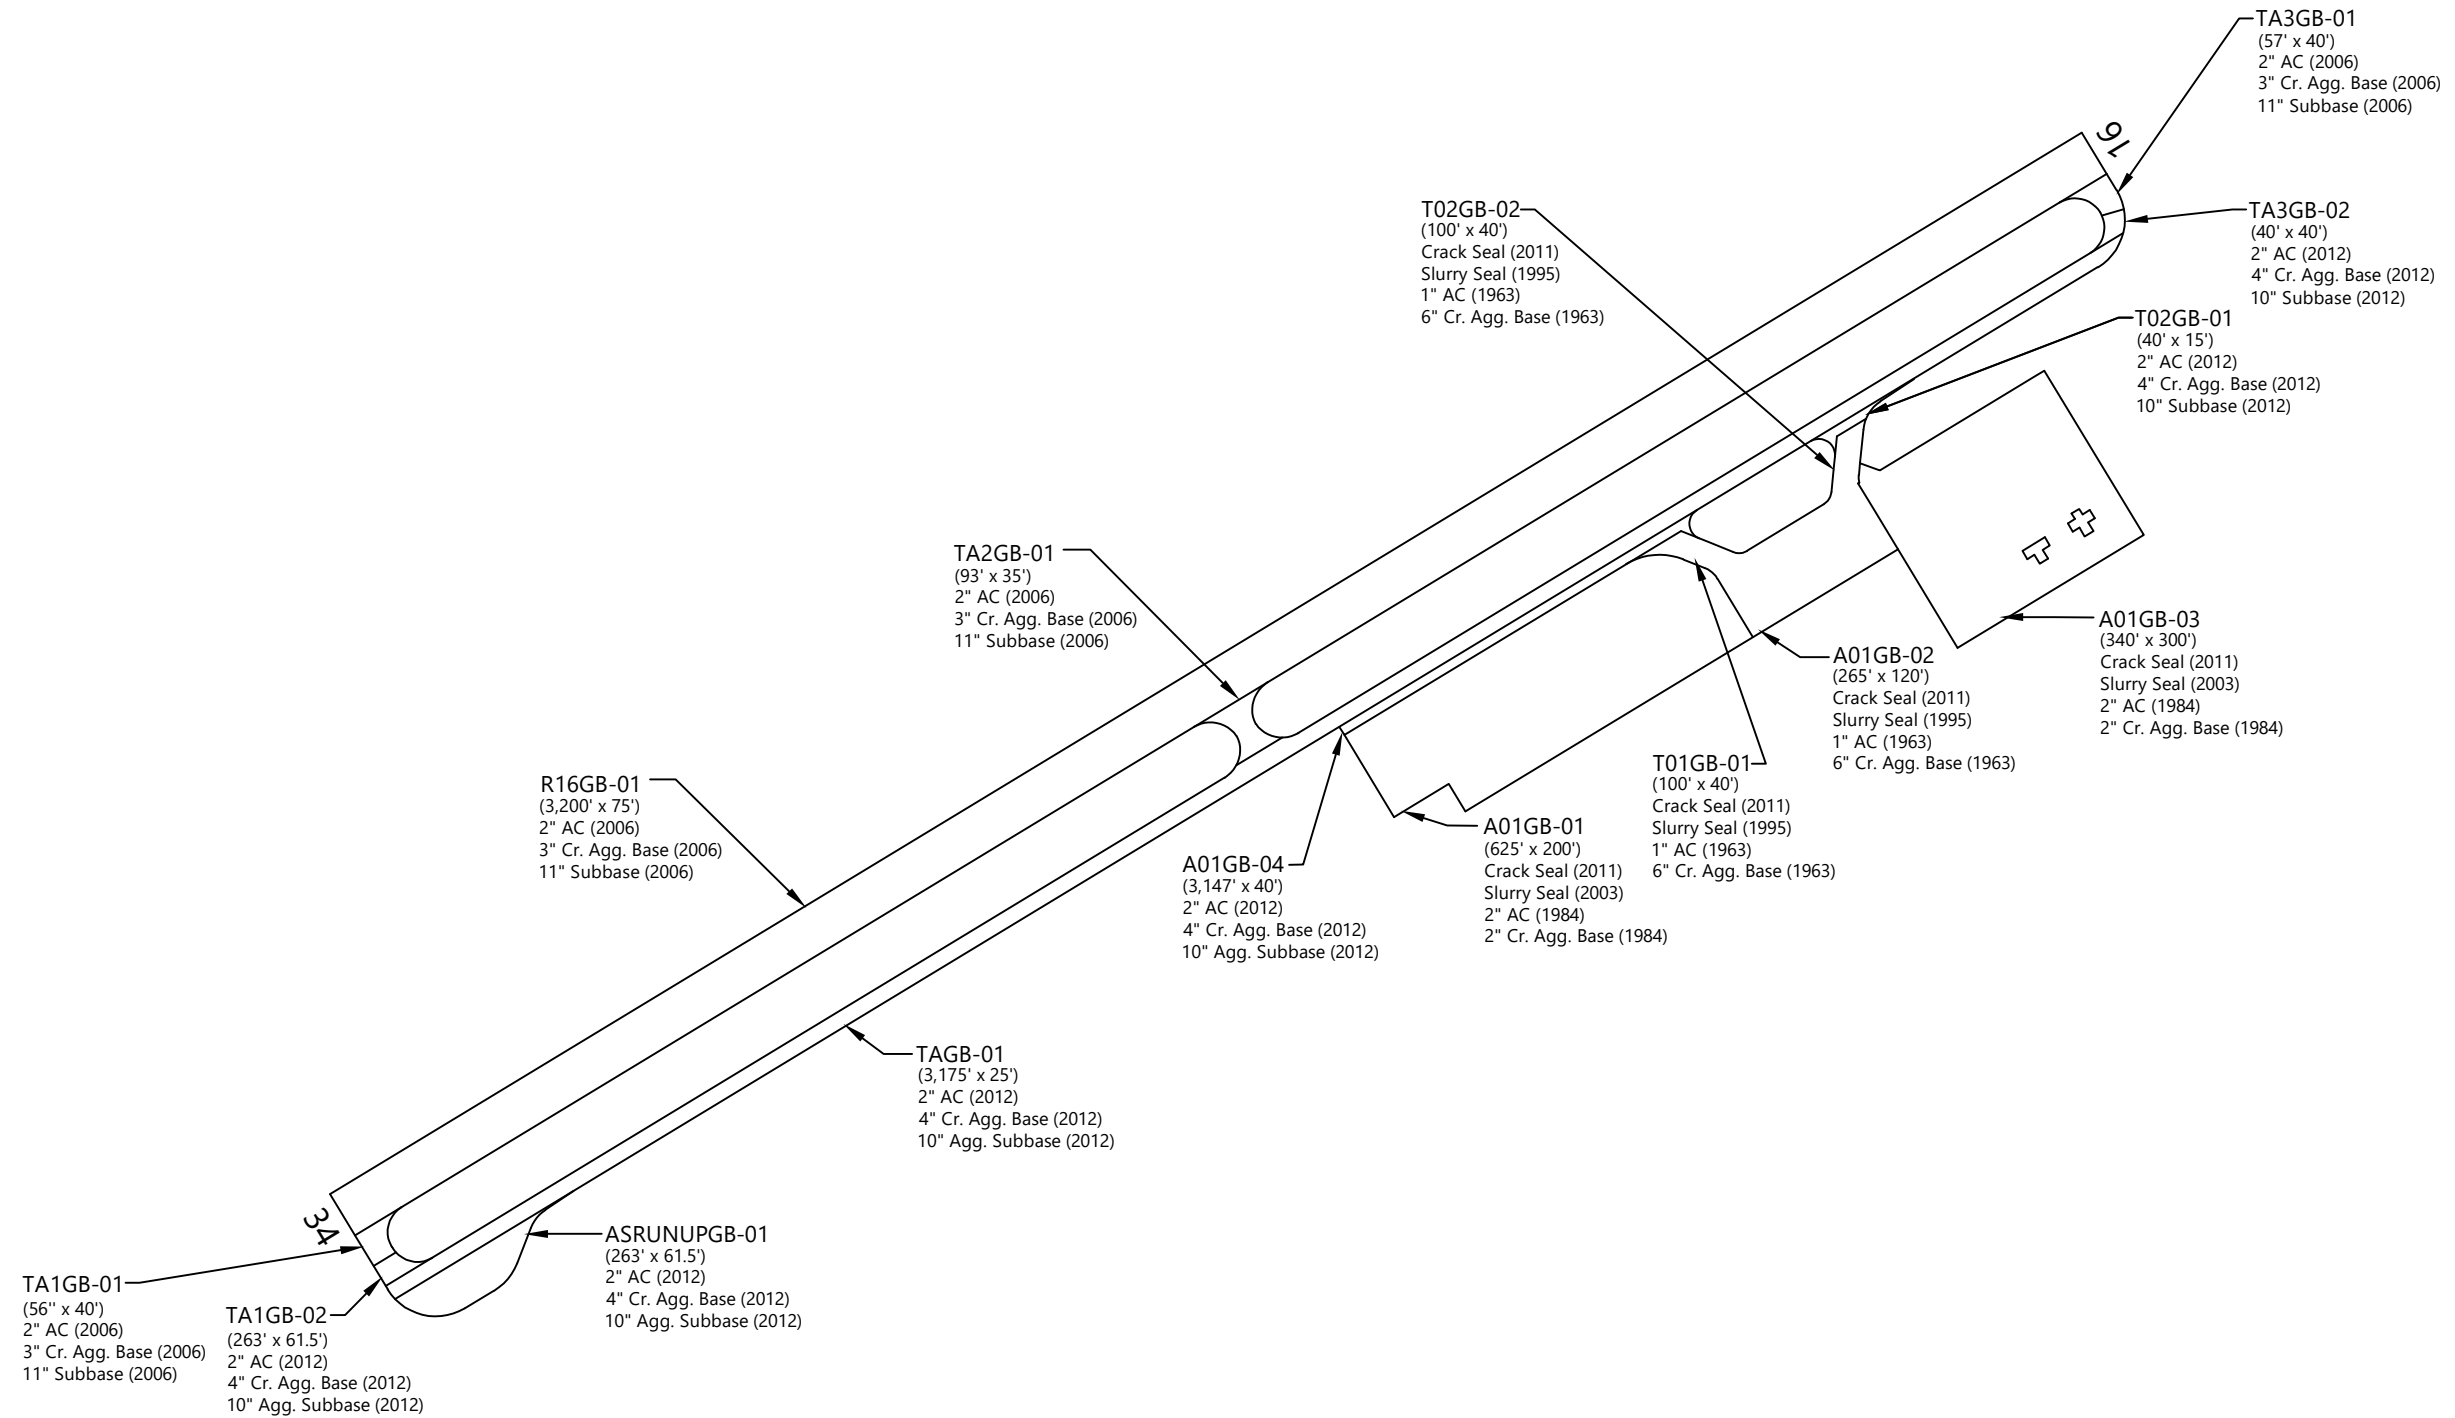 TA3GB-01
(57' x 40')
2" AC (2006)
3" Cr. Agg. Base (2006)
11" Subbase (2006)
16
T02GB-02
(100' x 40')
Crack Seal (2011)
Slurry Seal (1995)
1" AC (1963)
6" Cr. Agg. Base (1963)
TA3GB-02
(40' x 40')
2" AC (2012)
4" Cr. Agg. Base (2012)
10" Subbase (2012)
T02GB-01
(40' x 15')
2" AC (2012)
4" Cr. Agg. Base (2012)
10" Subbase (2012)
TA2GB-01
(93' x 35')
2" AC (2006)
3" Cr. Agg. Base (2006)
11" Subbase (2006)
A01GB-03
(340' x 300')
Crack Seal (2011)
Slurry Seal (2003)
2" AC (1984)
2" Cr. Agg. Base (1984)
A01GB-02
(265' x 120')
Crack Seal (2011)
Slurry Seal (1995)
1" AC (1963)
6" Cr. Agg. Base (1963)
T01GB-01
(100' x 40')
Crack Seal (2011)
Slurry Seal (1995)
1" AC (1963)
6" Cr. Agg. Base (1963)
R16GB-01
(3,200' x 75')
2" AC (2006)
3" Cr. Agg. Base (2006)
11" Subbase (2006)
A01GB-01
(625' x 200')
Crack Seal (2011)
Slurry Seal (2003)
2" AC (1984)
2" Cr. Agg. Base (1984)
A01GB-04
(3,147' x 40')
2" AC (2012)
4" Cr. Agg. Base (2012)
10" Agg. Subbase (2012)
TAGB-01
(3,175' x 25')
2" AC (2012)
4" Cr. Agg. Base (2012)
10" Agg. Subbase (2012)
34
ASRUNUPGB-01
(263' x 61.5')
2" AC (2012)
4" Cr. Agg. Base (2012)
10" Agg. Subbase (2012)
TA1GB-01
(56'' x 40')
2" AC (2006)
3" Cr. Agg. Base (2006)
11" Subbase (2006)
TA1GB-02
(263' x 61.5')
2" AC (2012)
4" Cr. Agg. Base (2012)
10" Agg. Subbase (2012)